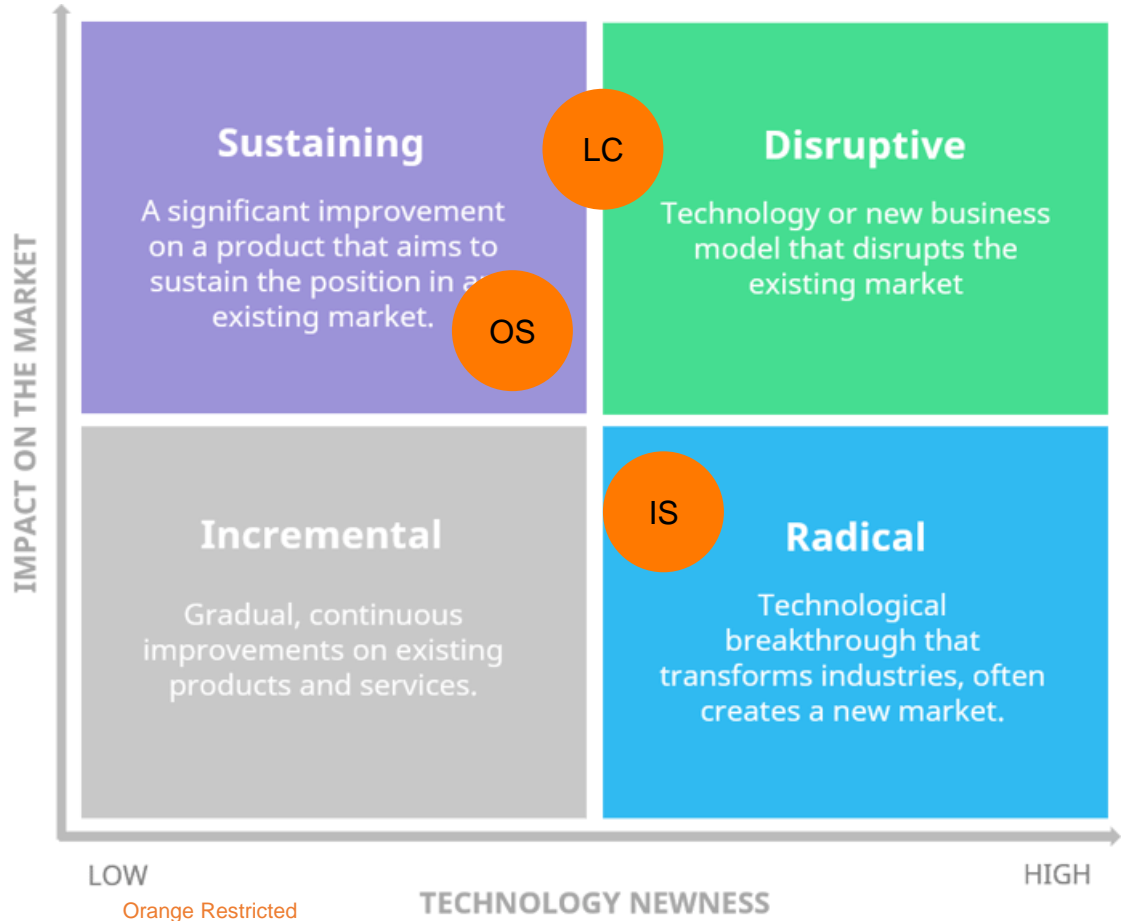 Sustaining
A significant improvement
on a product that aims to
sustain the position in
existing market.
LC
OS
Disruptive
Technology or new business
model that disrupts the
existing market
Incremental
Gradual, continuous
improvements on existing
products and services.
IS
Radical
Technological
breakthrough that
transforms industries, often
creates a new market.
IMPACT ON THE MARKET
LOW
HIGH
TECHNOLOGY NEWNESS
Orange Restricted